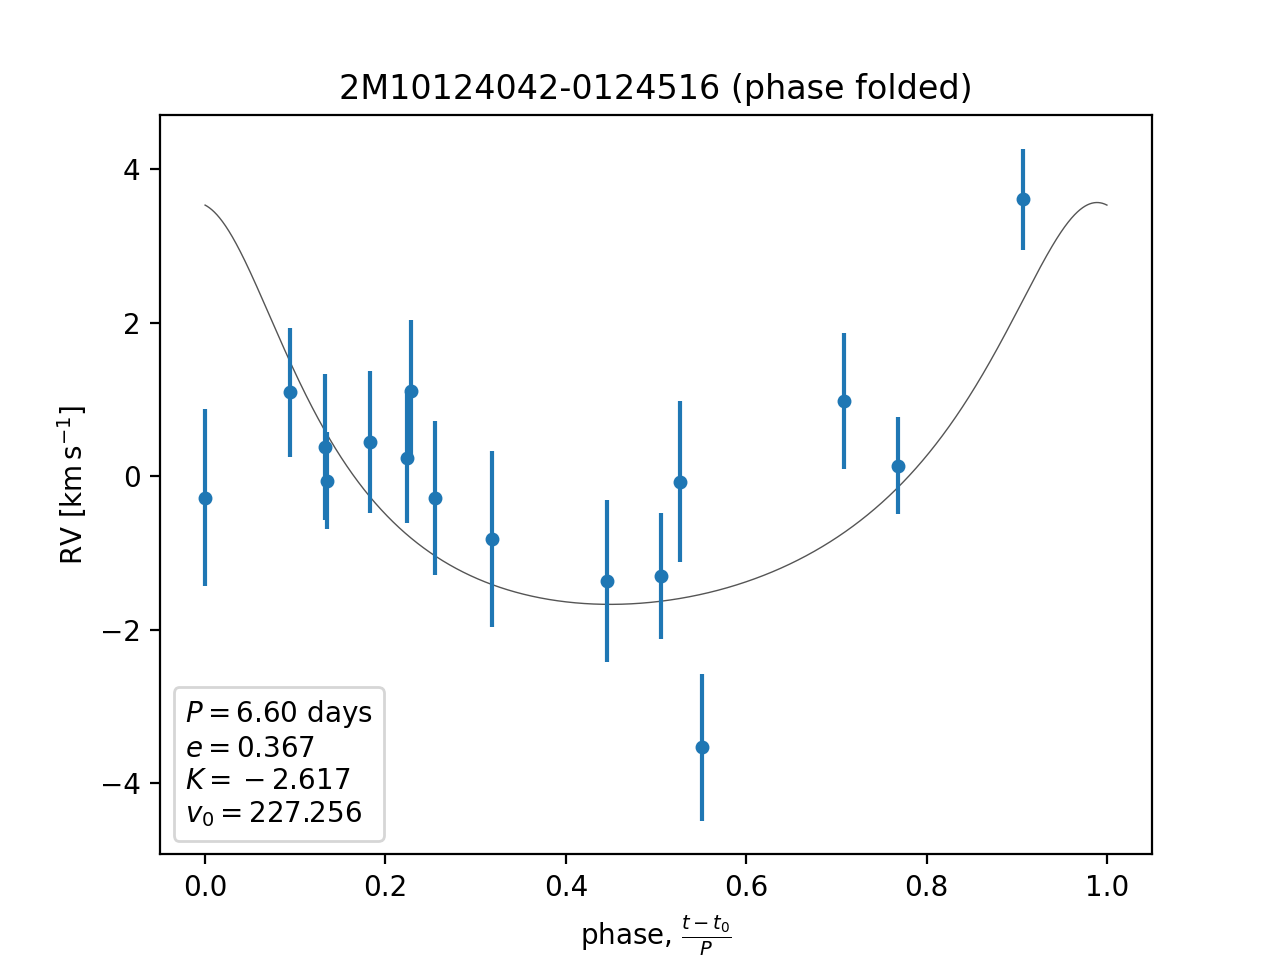 2M10124042-0124516 (phase folded)
RV [km s⁻¹]
4
2
0
−2
−4
P = 6.60 days
e = 0.367
K = − 2.617
v₀ = 227.256
0.0 0.2 0.4 0.6 0.8 1.0
phase, (t − t₀)/P